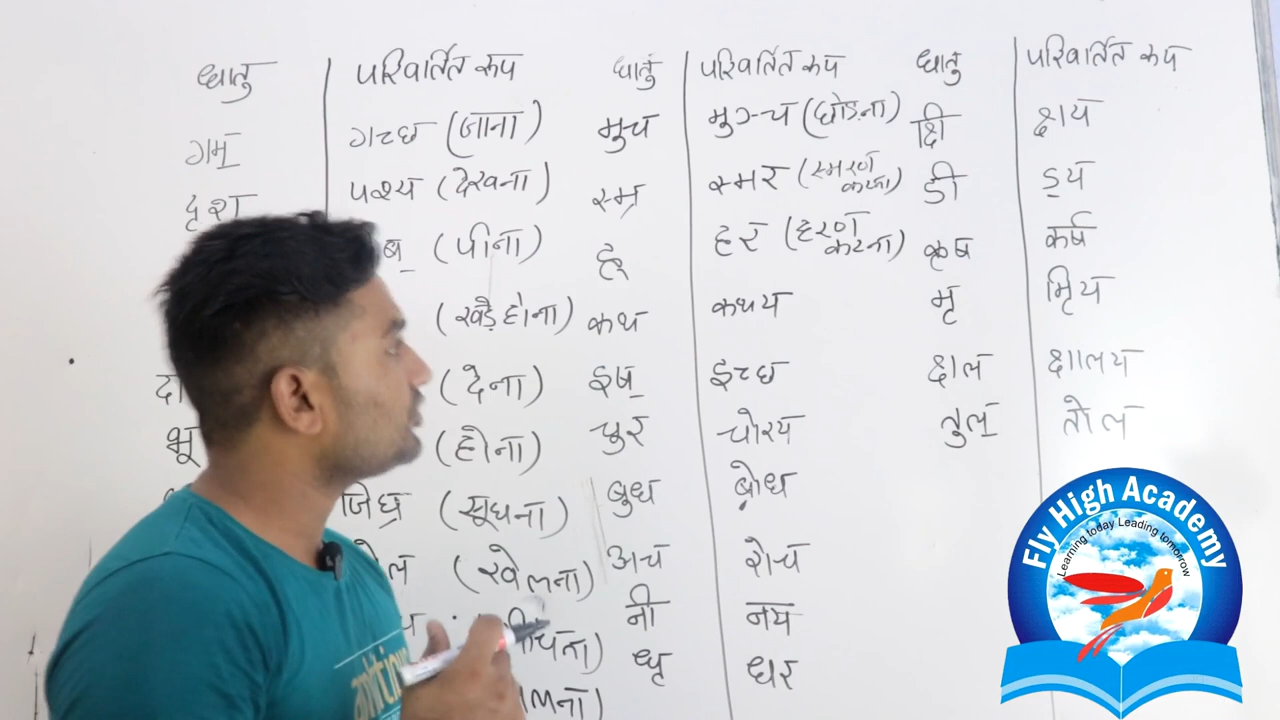 धातु परिवर्तित रूप धातु परिवर्तित रूप धातु परिवर्तित रूप
गम् गच्छ (जाना) मुच मुञ्च (छोड़ना) क्षि क्षय
दृश पश्य (देखना) स्मृ स्मर (स्मरण करना) डी डय
(पीना) हृ हर (हरण करना) कृष कर्ष
(खड़े होना) कथ कथय मृ म्रिय
दा (देना) इष् इच्छ क्षल क्षालय
भू (होना) चुर चोरय तुल् तोल
जिघ्र (सूघना) बुध बोध
(खेलना) रोच
नी नय
धृ धर
Fly High Academy
Learning today Leading tomorrow